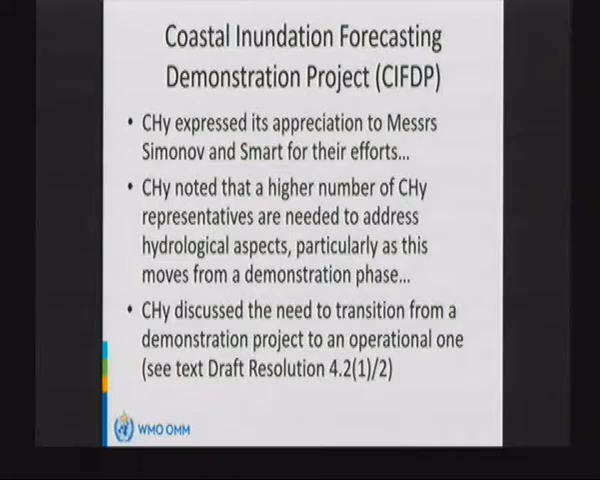 Coastal Inundation Forecasting
Demonstration Project (CIFDP)
• CHy expressed its appreciation to Messrs
Simonov and Smart for their efforts...
• CHy noted that a higher number of CHy
representatives are needed to address
hydrological aspects, particularly as this
moves from a demonstration phase...
• CHy discussed the need to transition from a
demonstration project to an operational one
(see text Draft Resolution 4.2(1)/2)
WMO OMM